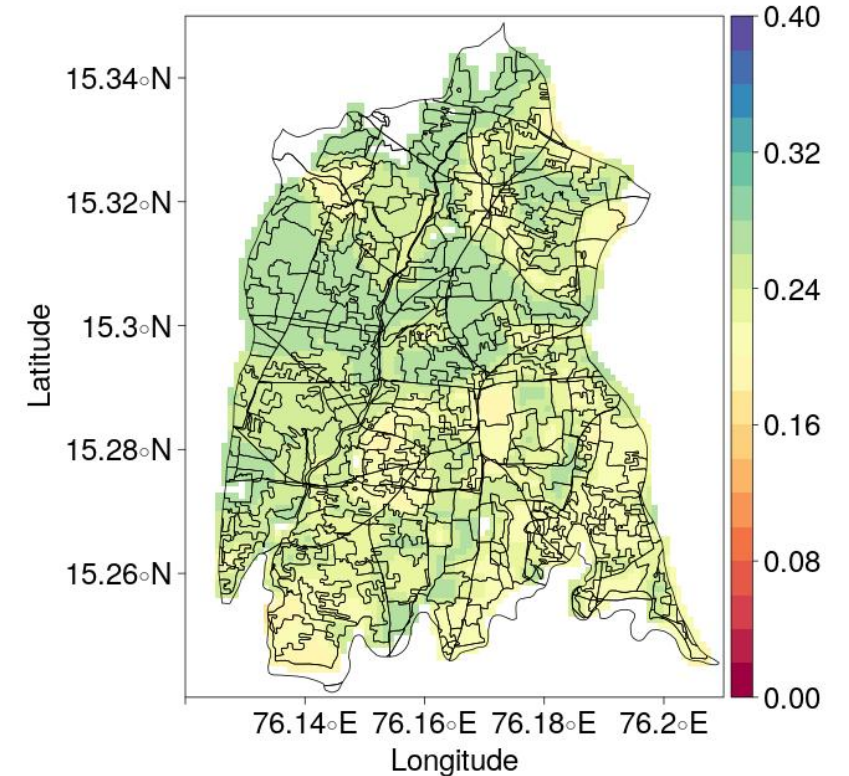 0.40
15.34◦N
0.32
15.32◦N
0.24
15.3◦N
Latitude
0.16
15.28◦N
0.08
15.26◦N
0.00
76.14◦E 76.16◦E 76.18◦E 76.2◦E
Longitude